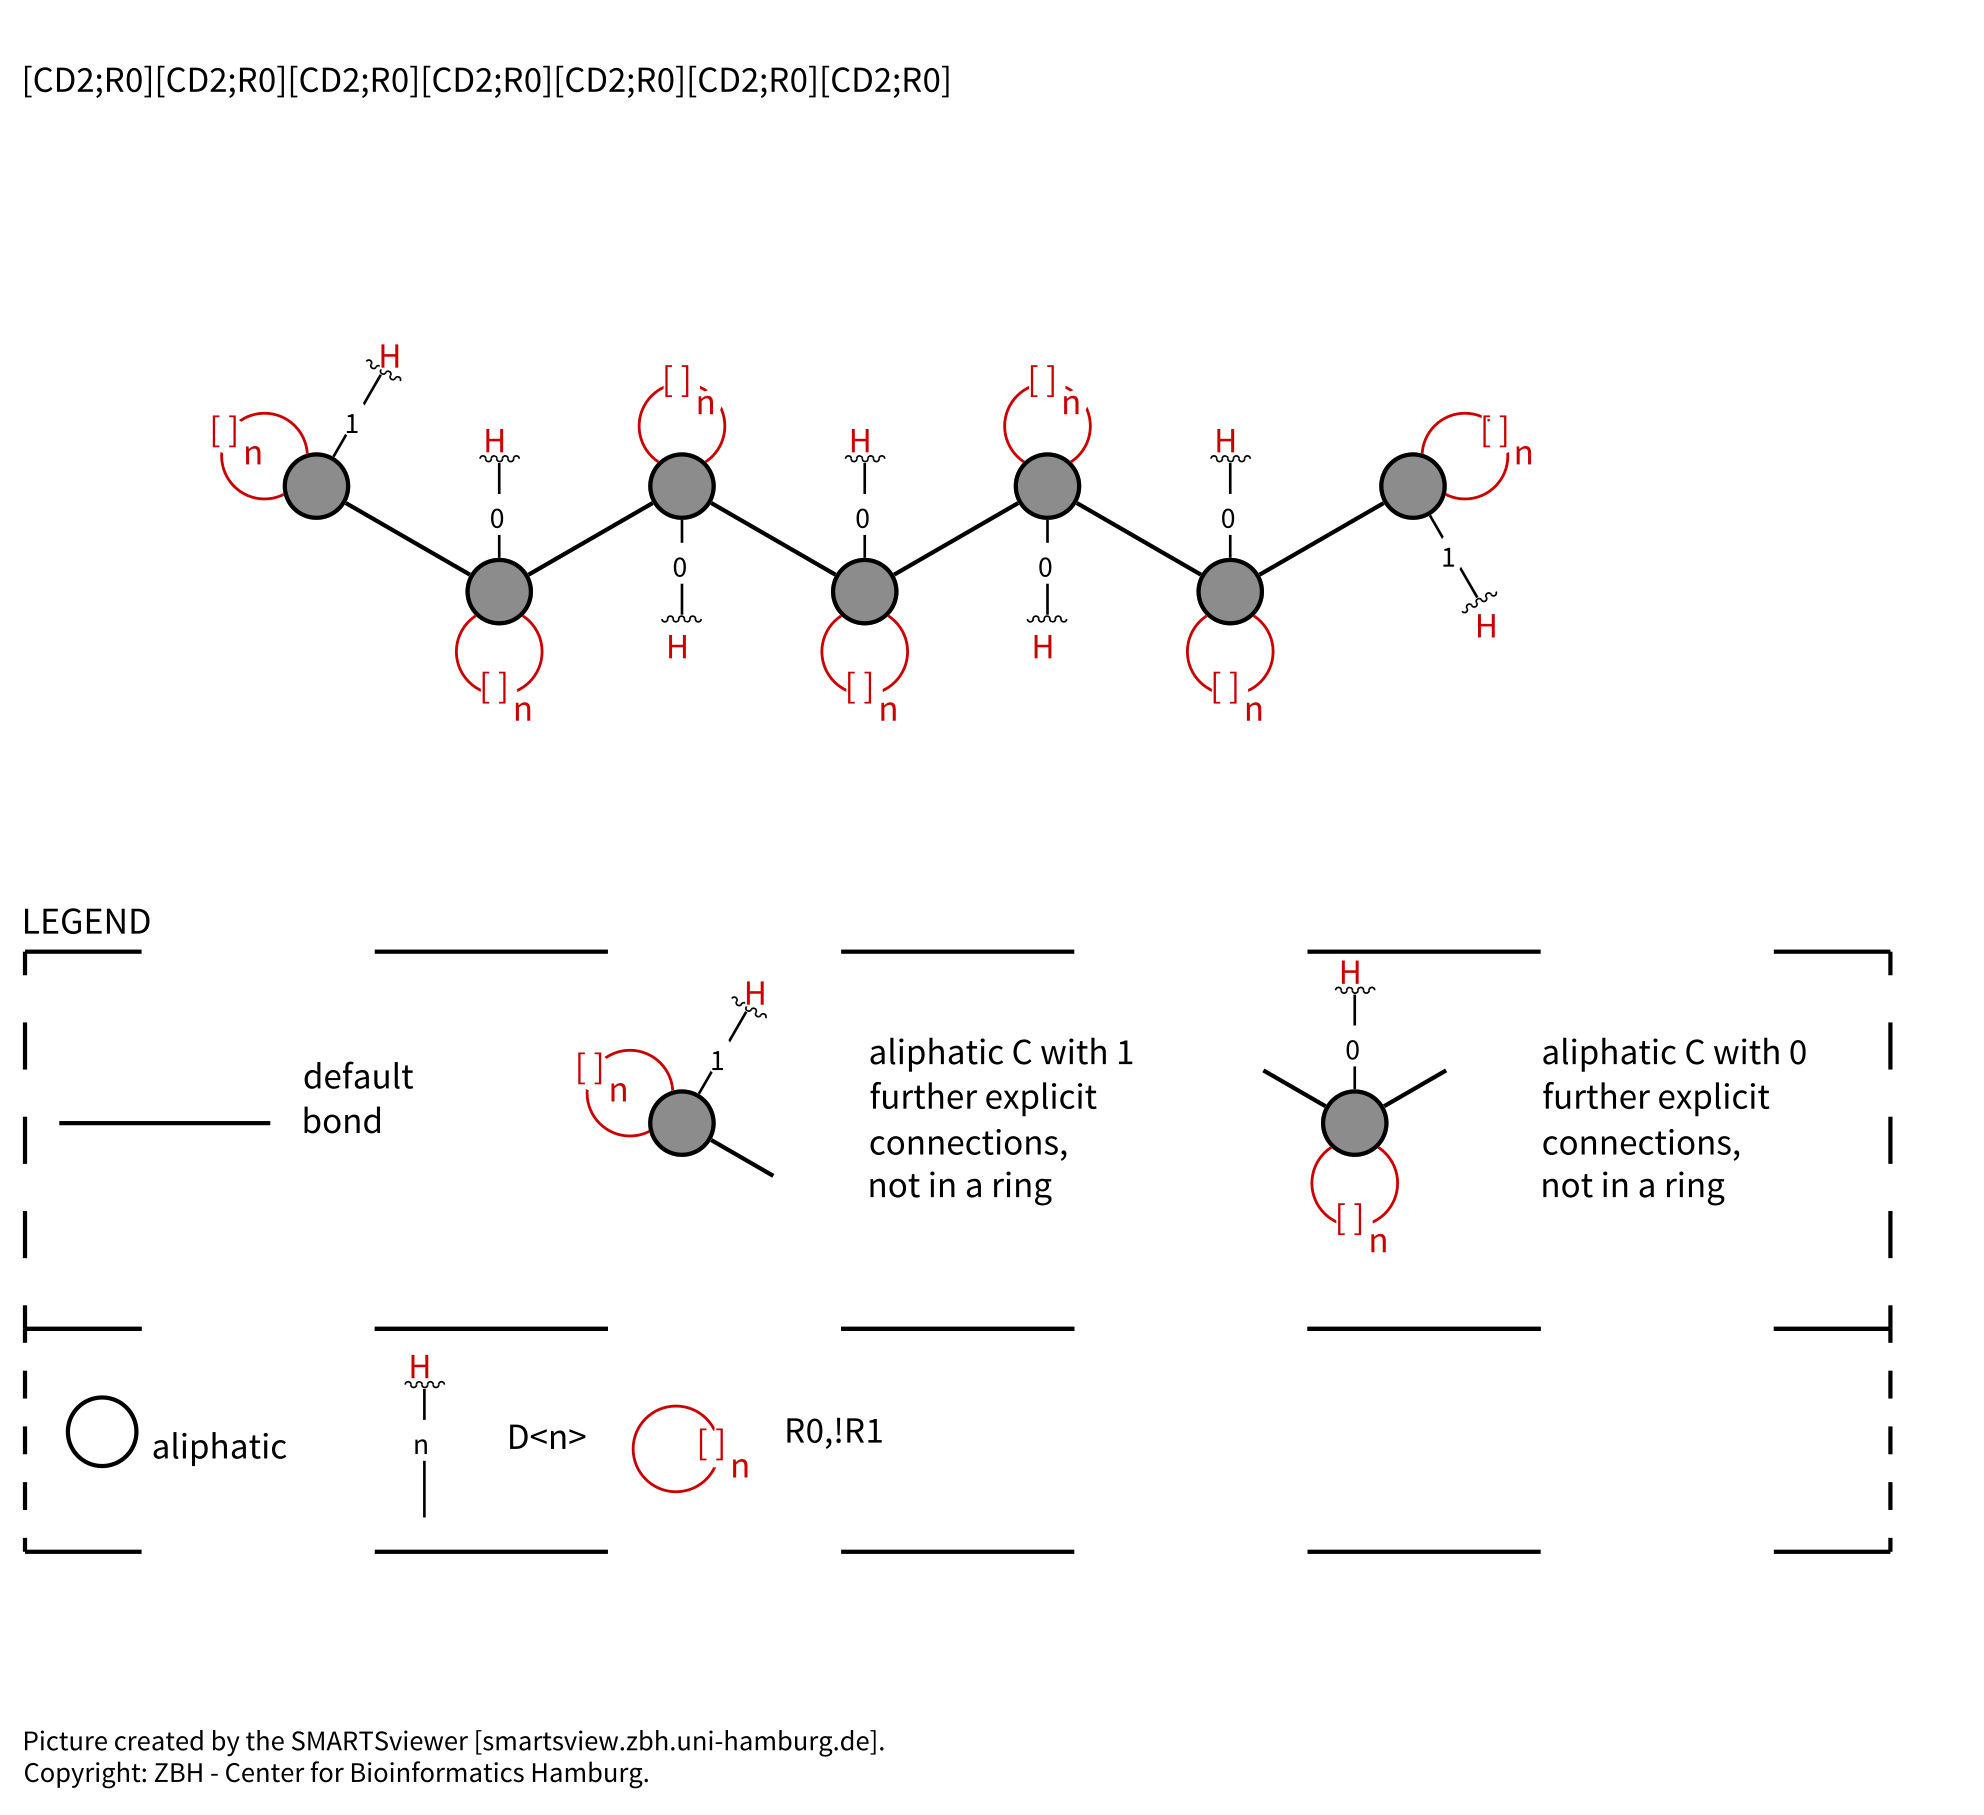 [CD2;R0][CD2;R0][CD2;R0][CD2;R0][CD2;R0][CD2;R0][CD2;R0]
H
[ ]
n
1
H
0
[ ]
n
[ ]
n
0
H
H
0
[ ]
n
[ ]
n
0
H
H
0
[ ]
n
[ ]
n
1
H
LEGEND
default
bond
H
1
[ ]
n
aliphatic C with 1
further explicit
connections,
not in a ring
H
0
[ ]
n
aliphatic C with 0
further explicit
connections,
not in a ring
aliphatic
H
n
D<n>
[ ]
n
R0,!R1
Picture created by the SMARTSviewer [smartsview.zbh.uni-hamburg.de].
Copyright: ZBH - Center for Bioinformatics Hamburg.